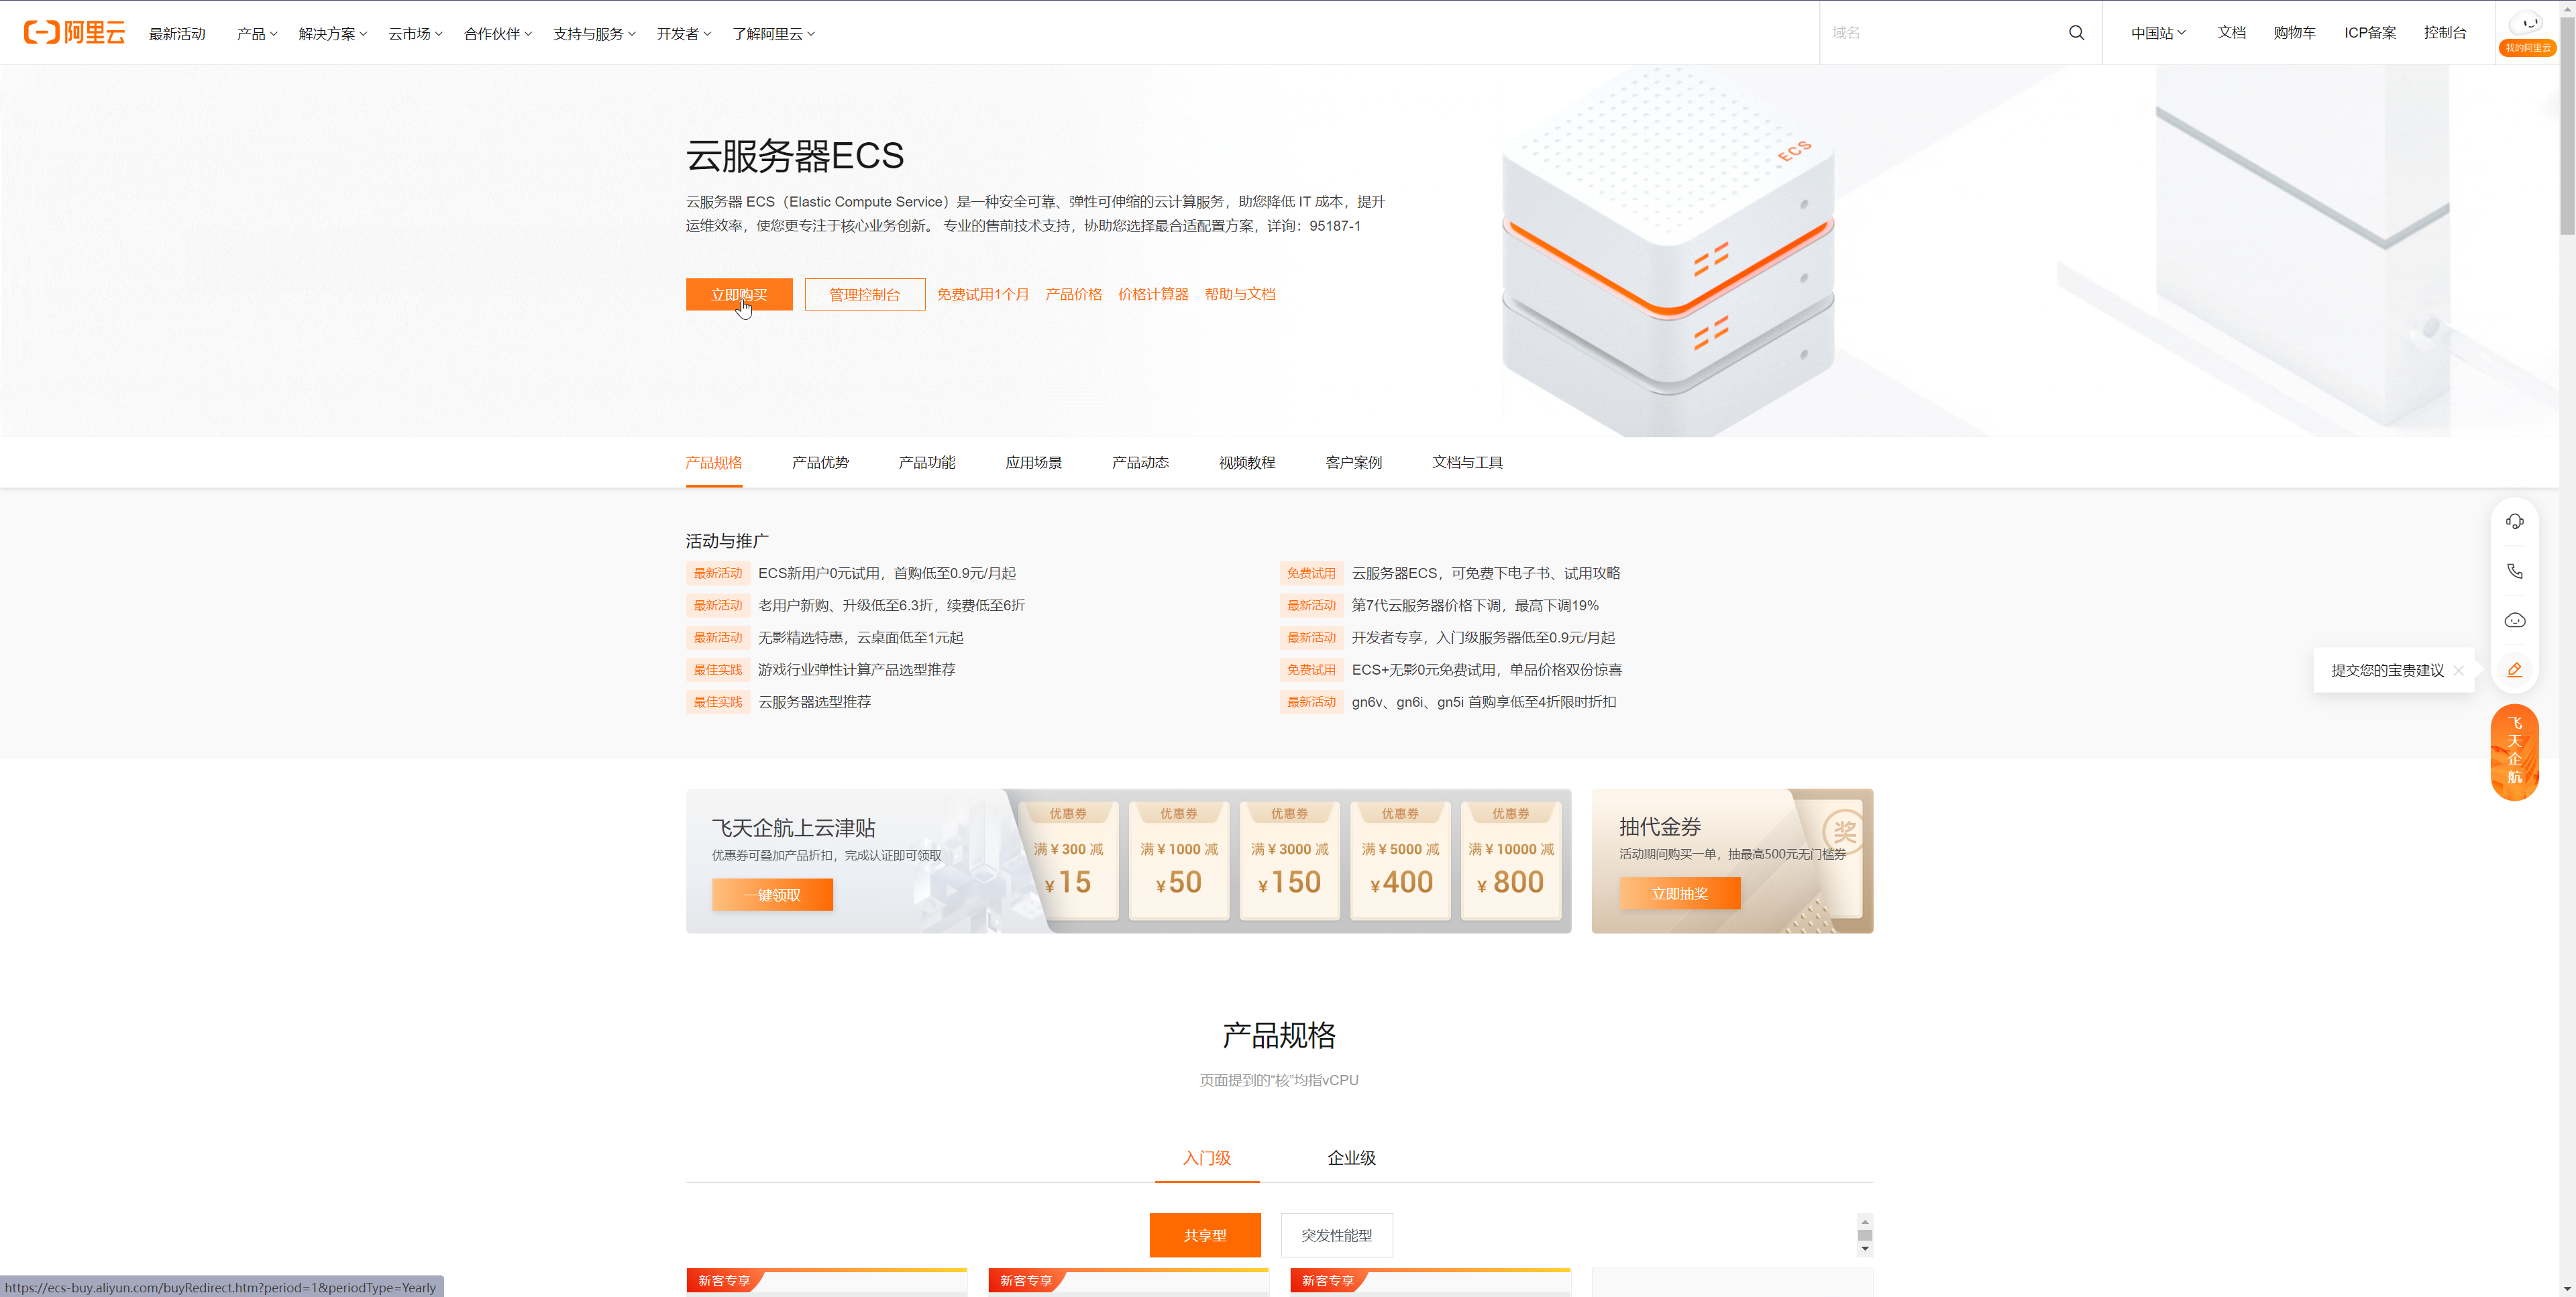 阿里云
最新活动 产品 解决方案 云市场 合作伙伴 支持与服务 开发者 了解阿里云 域名 中国站 文档 购物车 ICP备案 控制台 我的阿里云
云服务器ECS
云服务器 ECS（Elastic Compute Service）是一种安全可靠、弹性可伸缩的云计算服务，助您降低 IT 成本，提升
运维效率，使您更专注于核心业务创新。 专业的售前技术支持，协助您选择最合适配置方案，详询：95187-1
立即购买 管理控制台 免费试用1个月 产品价格 价格计算器 帮助与文档
ECS
产品规格 产品优势 产品功能 应用场景 产品动态 视频教程 客户案例 文档与工具
活动与推广
最新活动 ECS新用户0元试用，首购低至0.9元/月起
最新活动 老用户新购、升级低至6.3折，续费低至6折
最新活动 无影精选特惠，云桌面低至1元起
最佳实践 游戏行业弹性计算产品选型推荐
最佳实践 云服务器选型推荐
免费试用 云服务器ECS，可免费下电子书、试用攻略
最新活动 第7代云服务器价格下调，最高下调19%
最新活动 开发者专享，入门级服务器低至0.9元/月起
免费试用 ECS+无影0元免费试用，单品价格双份惊喜
最新活动 gn6v、gn6i、gn5i 首购享低至4折限时折扣
提交您的宝贵建议
飞
天
企
航
飞天企航上云津贴
优惠券可叠加产品折扣，完成认证即可领取
一键领取
优惠券
满 ¥ 300 减
¥ 15
优惠券
满 ¥ 1000 减
¥ 50
优惠券
满 ¥ 3000 减
¥ 150
优惠券
满 ¥ 5000 减
¥ 400
优惠券
满 ¥ 10000 减
¥ 800
抽代金券
活动期间购买一单，抽最高500元无门槛券
立即抽奖
奖
产品规格
页面提到的“核”均指vCPU
入门级 企业级
共享型 突发性能型
新客专享 新客专享 新客专享
https://ecs-buy.aliyun.com/buyRedirect.htm?period=1&periodType=Yearly